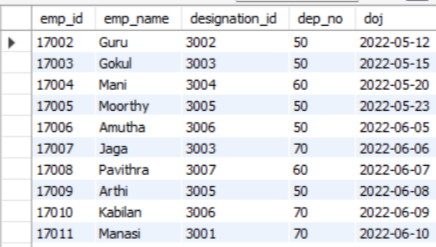 emp_id emp_name designation_id dep_no doj
17002 Guru 3002 50 2022-05-12
17003 Gokul 3003 50 2022-05-15
17004 Mani 3004 60 2022-05-20
17005 Moorthy 3005 50 2022-05-23
17006 Amutha 3006 50 2022-06-05
17007 Jaga 3003 70 2022-06-06
17008 Pavithra 3007 60 2022-06-07
17009 Arthi 3005 50 2022-06-08
17010 Kabilan 3006 70 2022-06-09
17011 Manasi 3001 70 2022-06-10